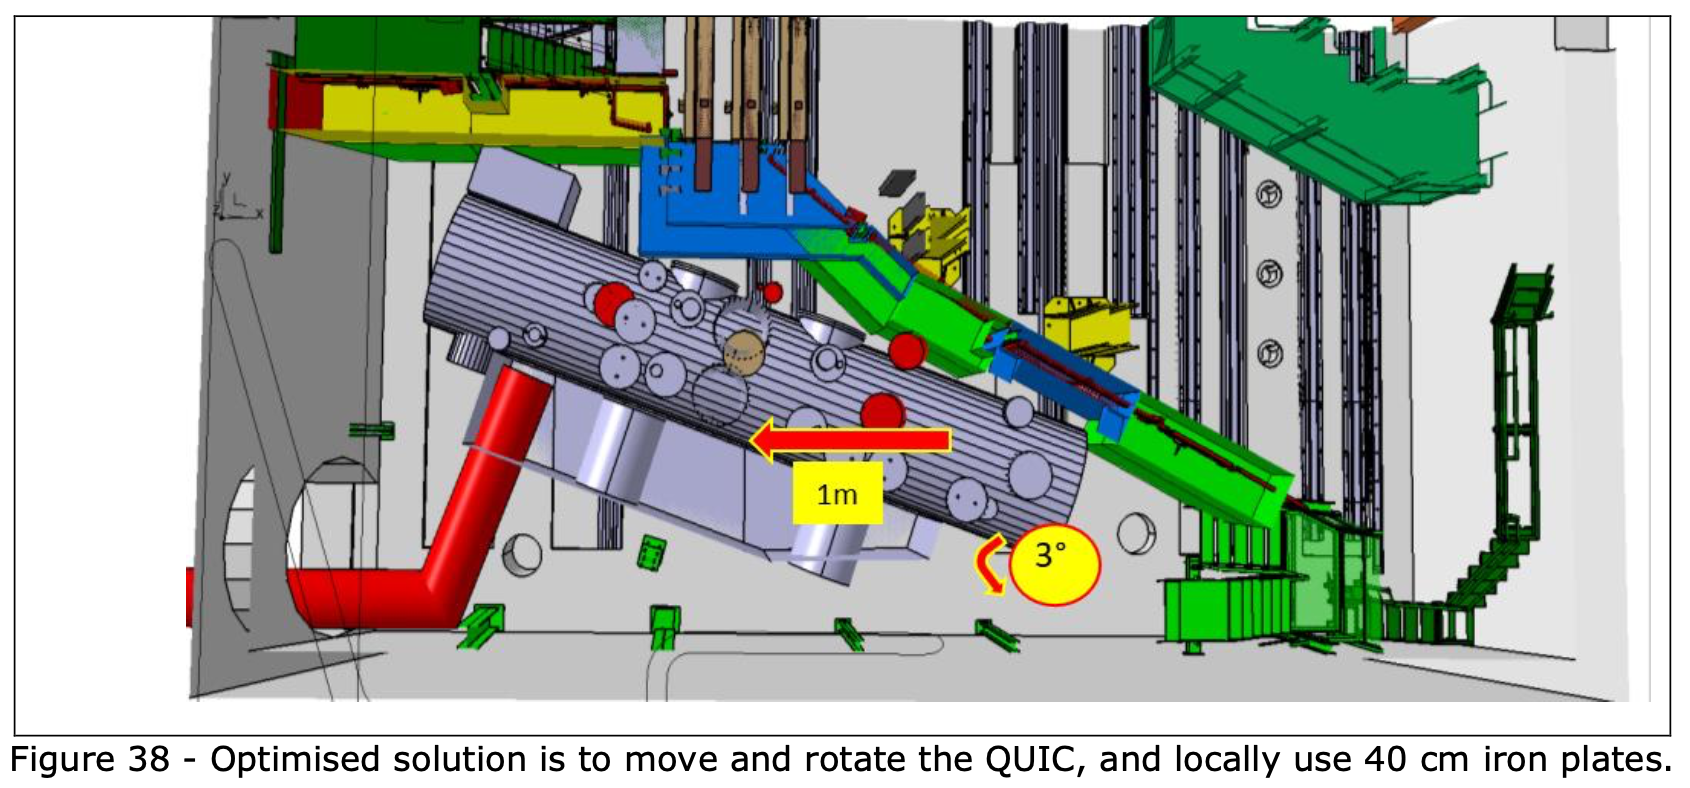 y
x
z
1m
3°
Figure 38 - Optimised solution is to move and rotate the QUIC, and locally use 40 cm iron plates.